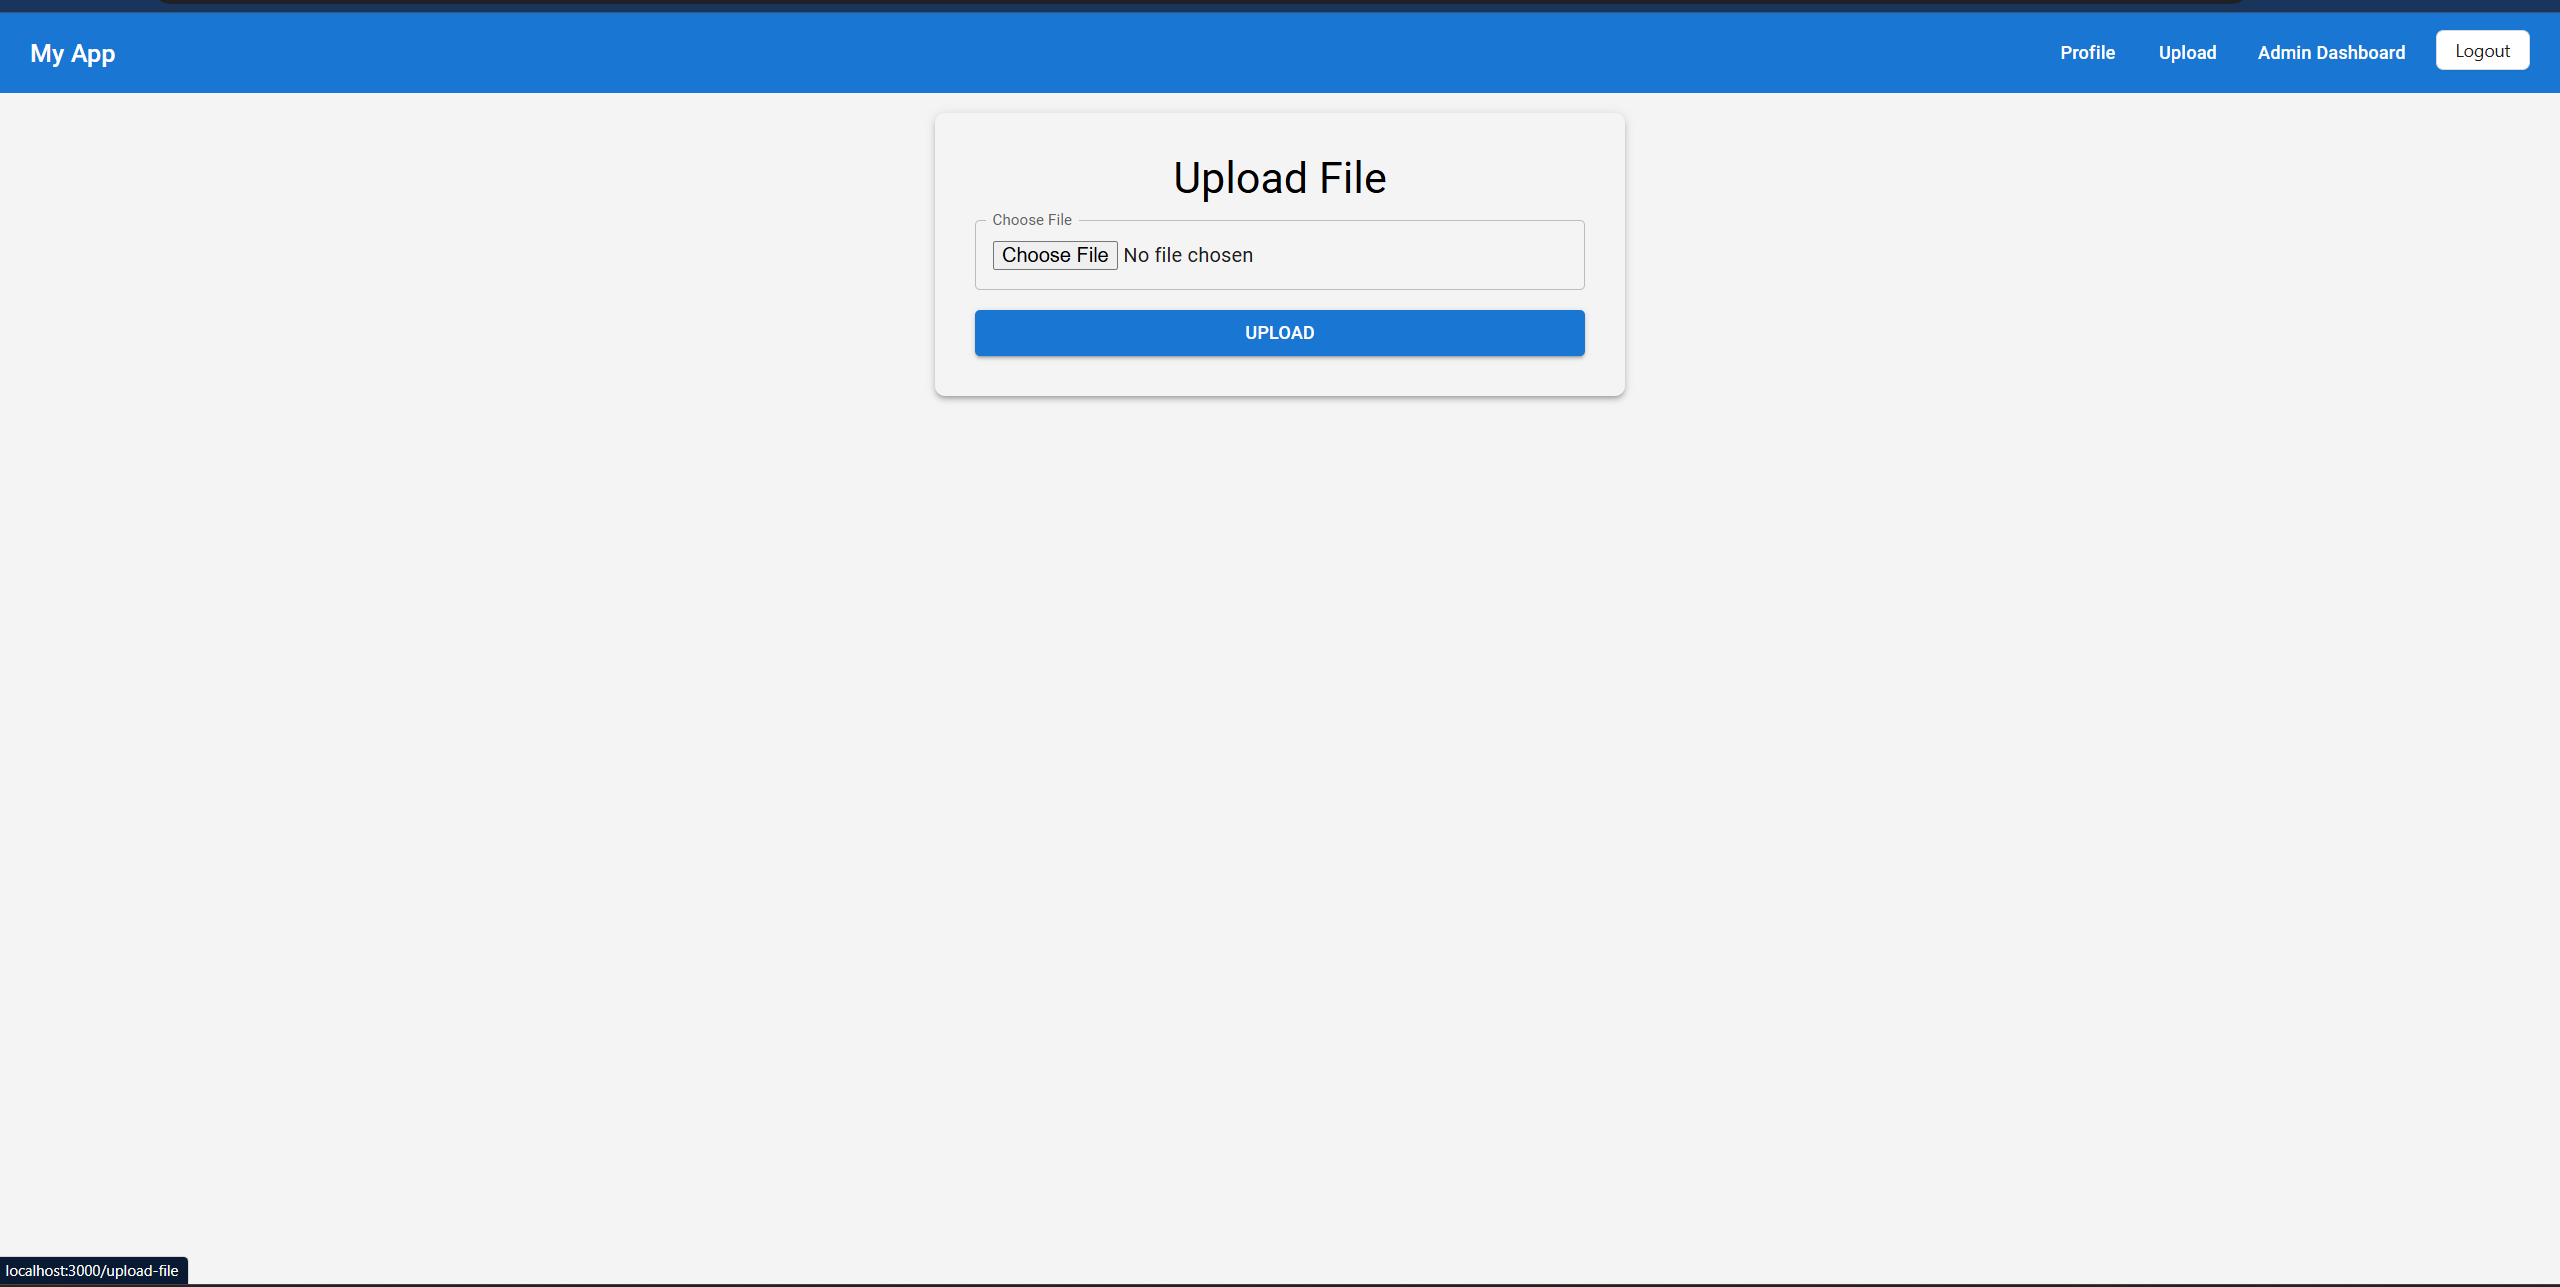 My App
Profile
Upload
Admin Dashboard
Logout
Upload File
Choose File
Choose File No file chosen
UPLOAD
localhost:3000/upload-file